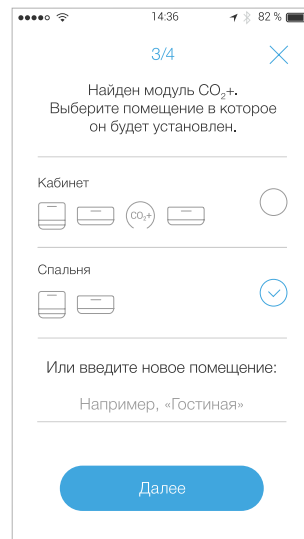 14:36 82 %
3/4
Найден модуль CO₂+.
Выберите помещение в которое
он будет установлен.
Кабинет
CO₂+
Спальня
Или введите новое помещение:
Например, «Гостиная»
Далее